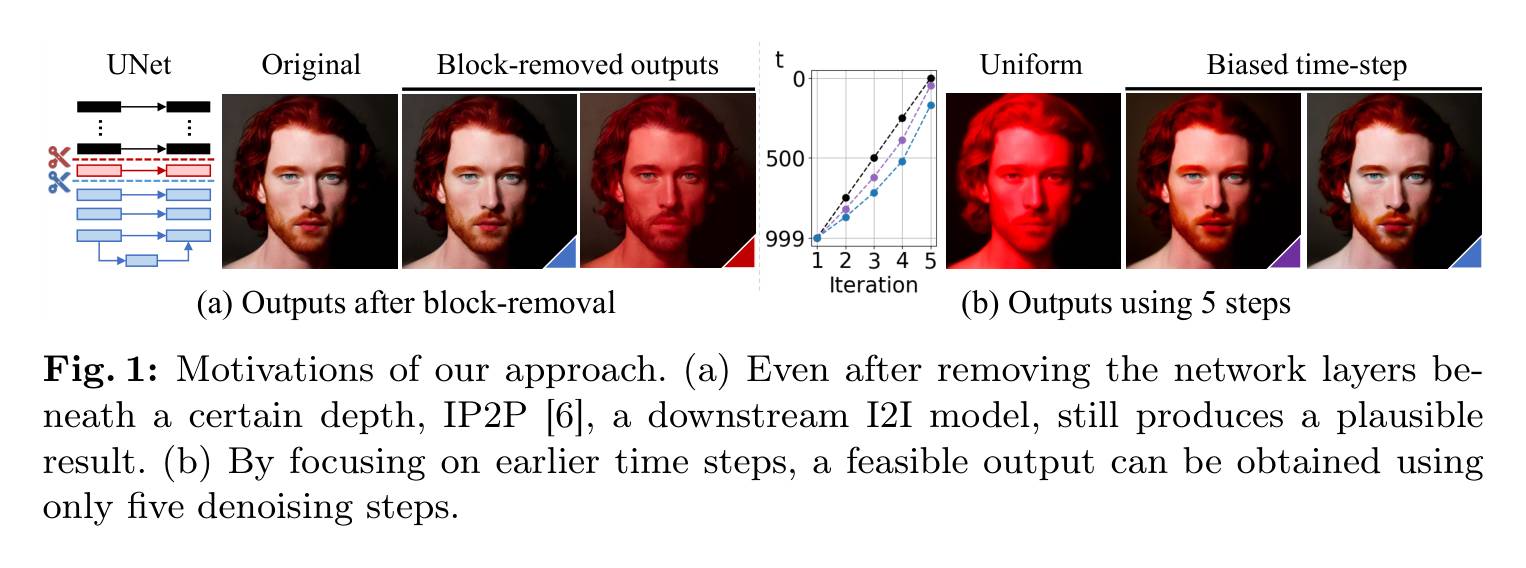 UNet
Original
Block-removed outputs
(a) Outputs after block-removal
t
0
500
999
1 2 3 4 5
Iteration
Uniform
Biased time-step
(b) Outputs using 5 steps
Fig. 1: Motivations of our approach. (a) Even after removing the network layers be-
neath a certain depth, IP2P [6], a downstream I2I model, still produces a plausible
result. (b) By focusing on earlier time steps, a feasible output can be obtained using
only five denoising steps.